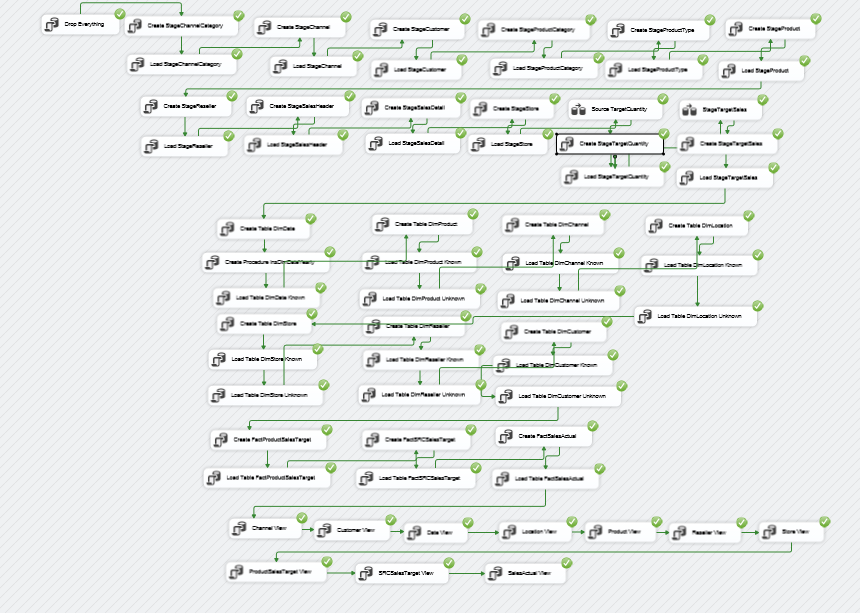 Drop Everything
Create StageChannelCategory
Create StageChannel
Create StageCustomer
Create StageProductCategory
Create StageProductType
Create StageProduct
Load StageChannelCategory
Load StageChannel
Load StageCustomer
Load StageProductCategory
Load StageProductType
Load StageProduct
Create StageReseller
Create StageSalesHeader
Create StageSalesDetail
Create StageStore
Source TargetQuantity
StageTargetSales
Load StageReseller
Load StageSalesHeader
Load StageSalesDetail
Load StageStore
Create StageTargetQuantity
Create StageTargetSales
Load StageTargetQuantity
Load StageTargetSales
Create Table DimDate
Create Table DimProduct
Create Table DimChannel
Create Table DimLocation
Create Procedure InsDimDateYearly
Load Table DimProduct Known
Load Table DimChannel Known
Load Table DimLocation Known
Load Table DimDate Known
Load Table DimProduct Unknown
Load Table DimChannel Unknown
Load Table DimLocation Unknown
Create Table DimStore
Create Table DimReseller
Create Table DimCustomer
Load Table DimStore Known
Load Table DimReseller Known
Load Table DimCustomer Known
Load Table DimStore Unknown
Load Table DimReseller Unknown
Load Table DimCustomer Unknown
Create FactProductSalesTarget
Create FactSRCSalesTarget
Create FactSalesActual
Load Table FactProductSalesTarget
Load Table FactSRCSalesTarget
Load Table FactSalesActual
Channel View
Customer View
Date View
Location View
Product View
Reseller View
Store View
ProductSalesTarget View
SRCSalesTarget View
SalesActual View